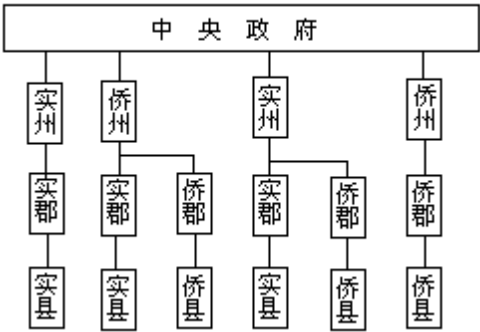 中央政府
实州 侨州 实州 侨州
实郡 实郡 侨郡 实郡 侨郡 侨郡
实县 实县 侨县 实县 侨县 侨县